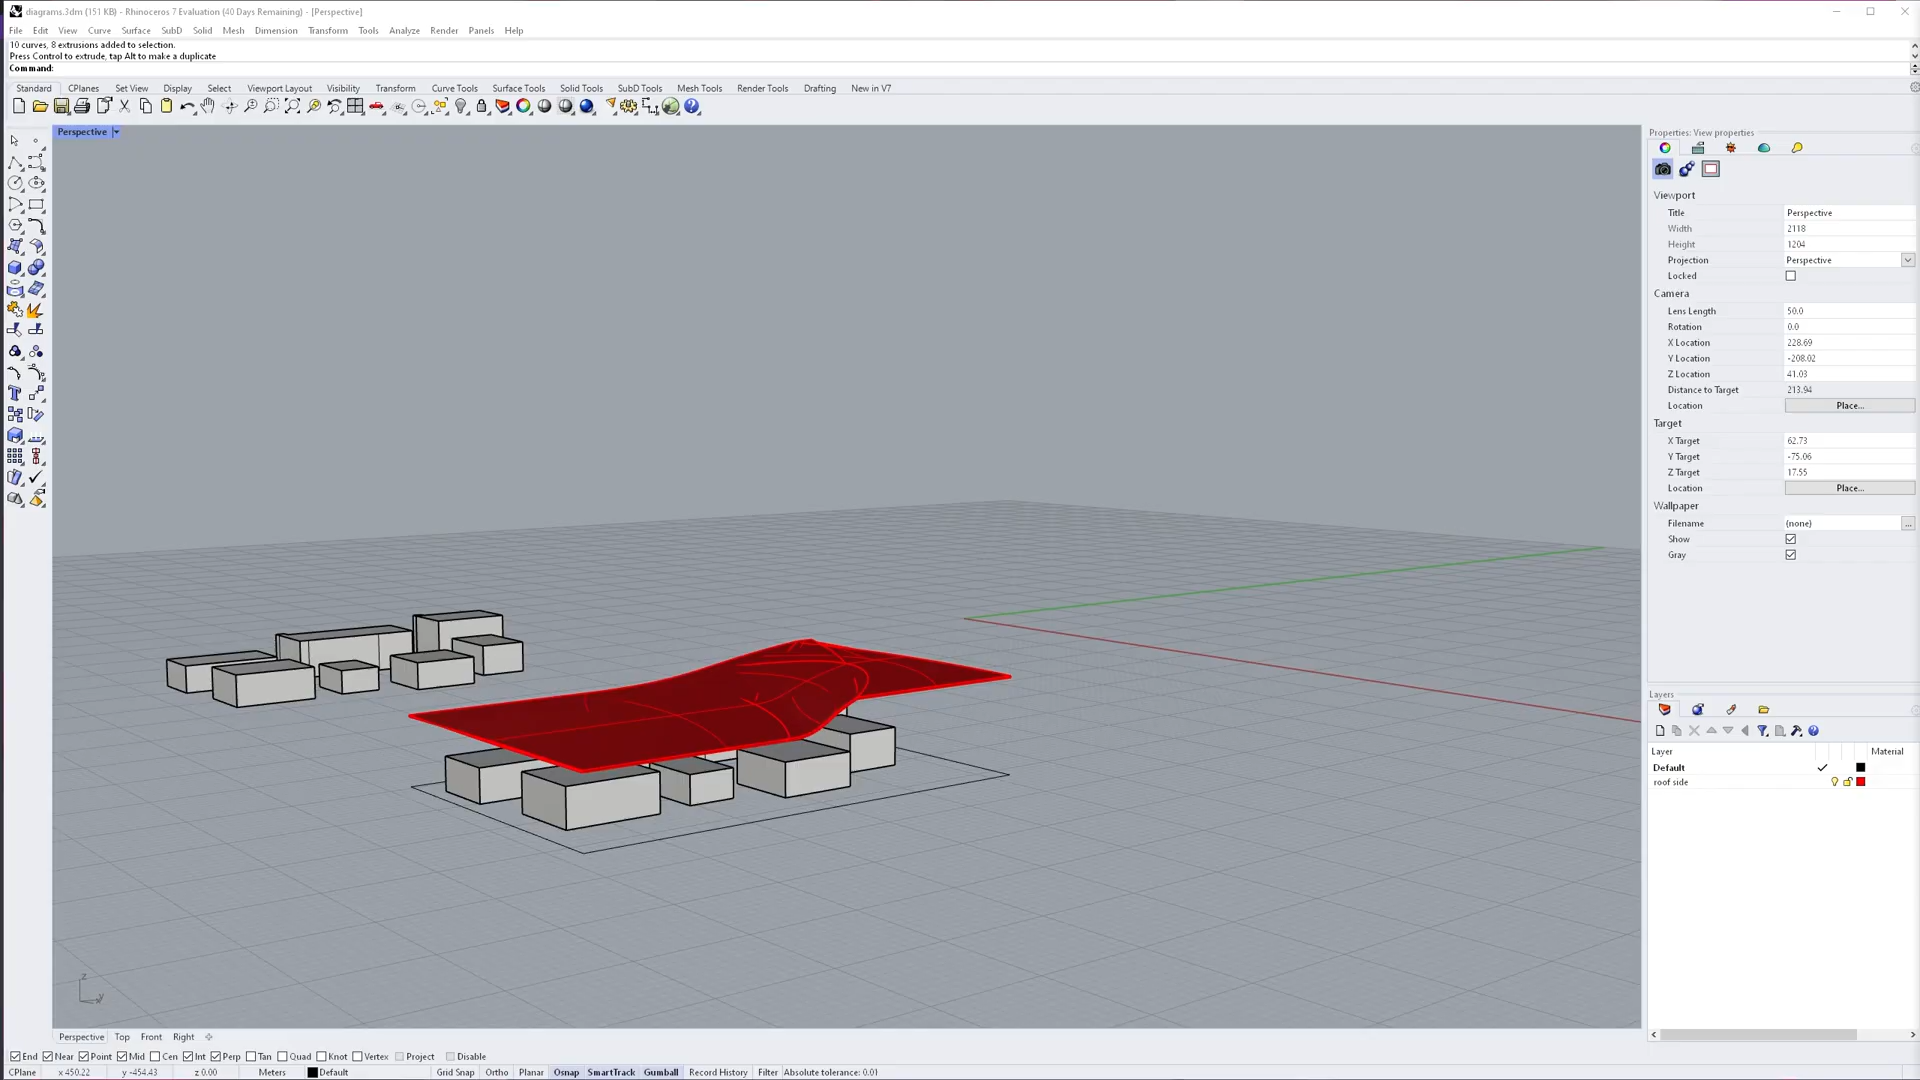 diagrams.3dm (151 KB) - Rhinoceros 7 Evaluation (40 Days Remaining) - [Perspective]
File Edit View Curve Surface SubD Solid Mesh Dimension Transform Tools Analyze Render Panels Help
10 curves, 8 extrusions added to selection.
Press Control to extrude, tap Alt to make a duplicate
Command:
Standard CPlanes Set View Display Select Viewport Layout Visibility Transform Curve Tools Surface Tools Solid Tools SubD Tools Mesh Tools Render Tools Drafting New in V7
Perspective
Properties: View properties
Viewport
Title Perspective
Width 2118
Height 1204
Projection Perspective
Locked
Camera
Lens Length 50.0
Rotation 0.0
X Location 228.69
Y Location -208.02
Z Location 41.03
Distance to Target 213.94
Location Place...
Target
X Target 62.73
Y Target -75.06
Z Target 17.55
Location Place...
Wallpaper
Filename (none) ...
Show
Gray
Layers
Layer Material
Default
roof side
z
y
Perspective Top Front Right
End Near Point Mid Cen Int Perp Tan Quad Knot Vertex Project Disable
CPlane x 450.22 y -454.43 z 0.00 Meters Default Grid Snap Ortho Planar Osnap SmartTrack Gumball Record History Filter Absolute tolerance: 0.01